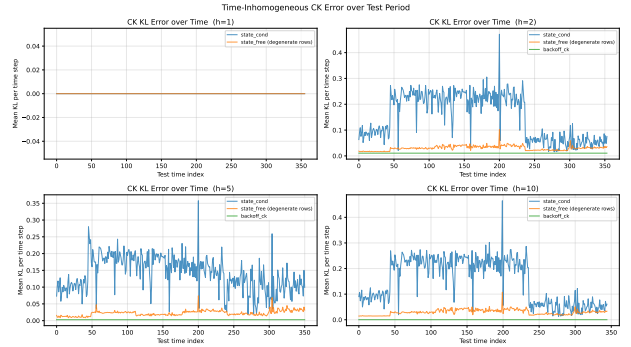 Time-Inhomogeneous CK Error over Test Period
CK KL Error over Time (h=1)
Mean KL per time step
0.04
0.02
0.00
−0.02
−0.04
0
50
100
150
200
250
300
350
Test time index
state_cond
state_free (degenerate rows)
CK KL Error over Time (h=2)
Mean KL per time step
0.4
0.3
0.2
0.1
0.0
0
50
100
150
200
250
300
350
Test time index
state_cond
state_free (degenerate rows)
backoff_ck
CK KL Error over Time (h=5)
Mean KL per time step
0.35
0.30
0.25
0.20
0.15
0.10
0.05
0.00
0
50
100
150
200
250
300
350
Test time index
state_cond
state_free (degenerate rows)
backoff_ck
CK KL Error over Time (h=10)
Mean KL per time step
0.4
0.3
0.2
0.1
0.0
0
50
100
150
200
250
300
350
Test time index
state_cond
state_free (degenerate rows)
backoff_ck